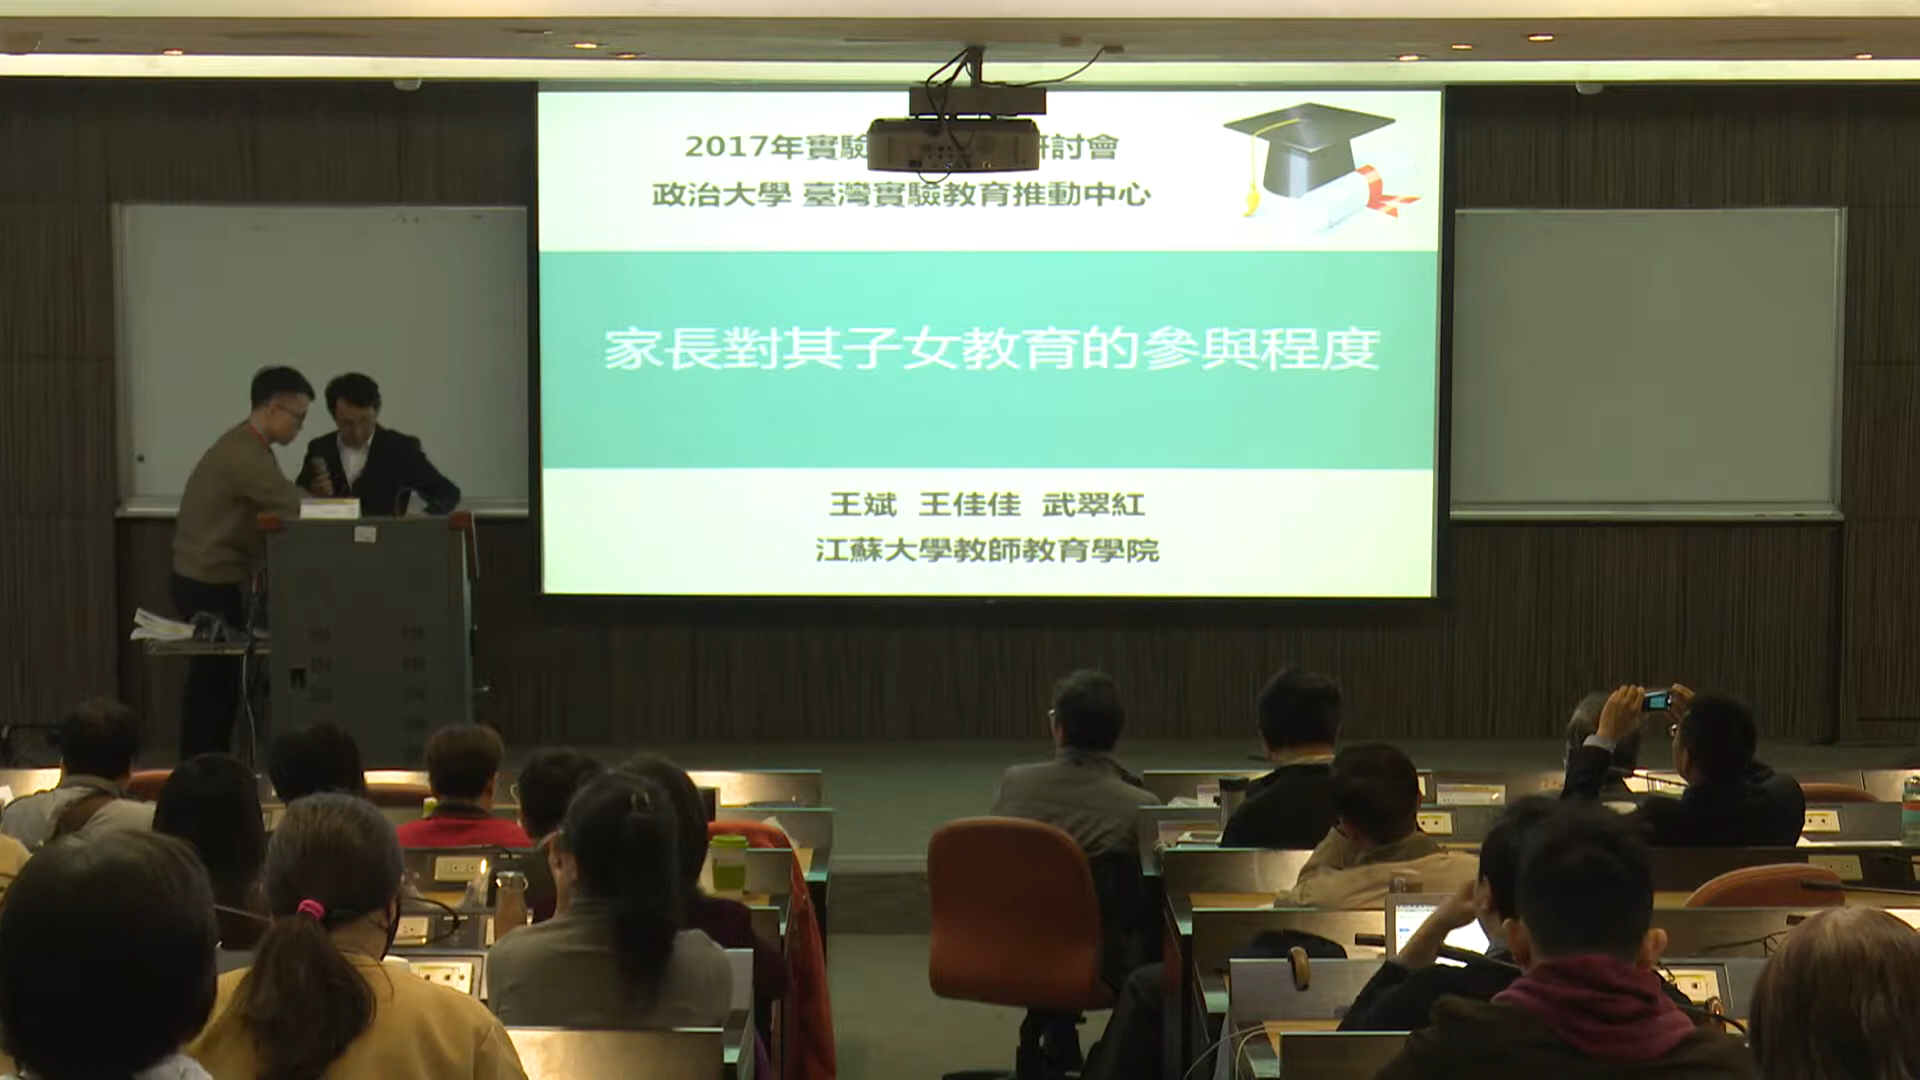 2017年實驗 研討會
政治大學 臺灣實驗教育推動中心
家長對其子女教育的參與程度
王斌 王佳佳 武翠紅
江蘇大學教師教育學院